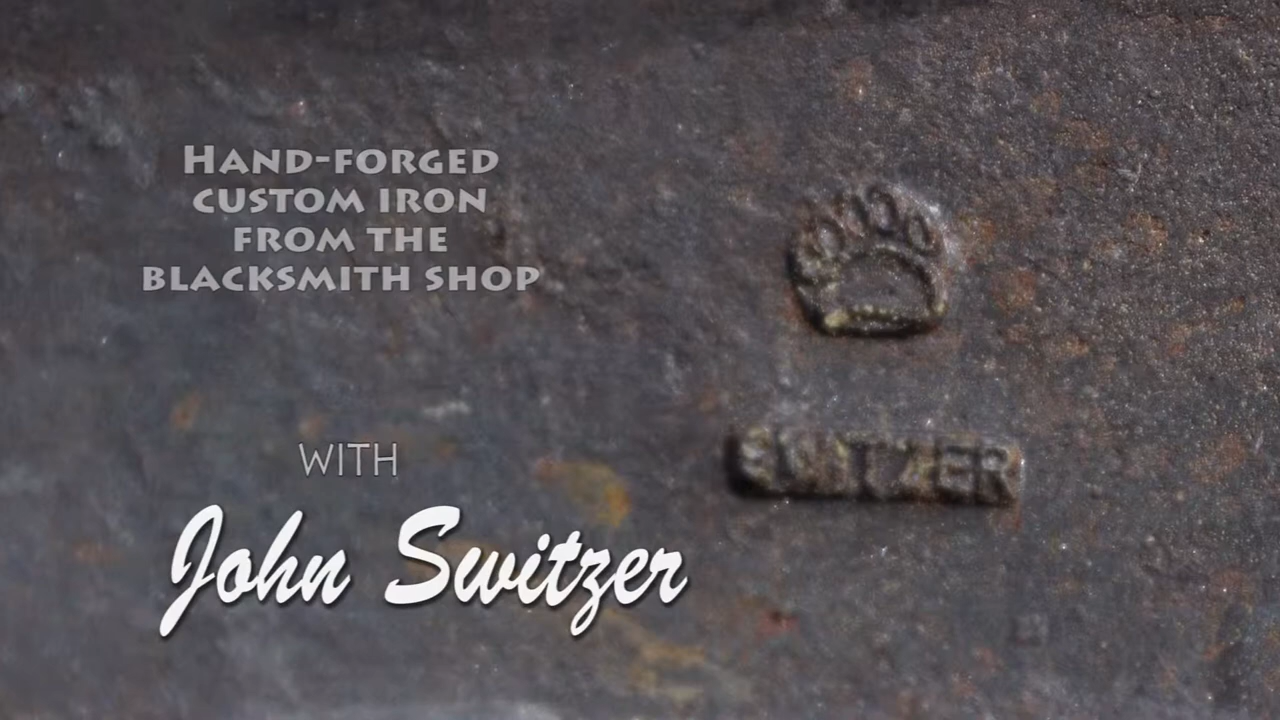 HAND-FORGED
CUSTOM IRON
FROM THE
BLACKSMITH SHOP
WITH
John Switzer
SWITZER